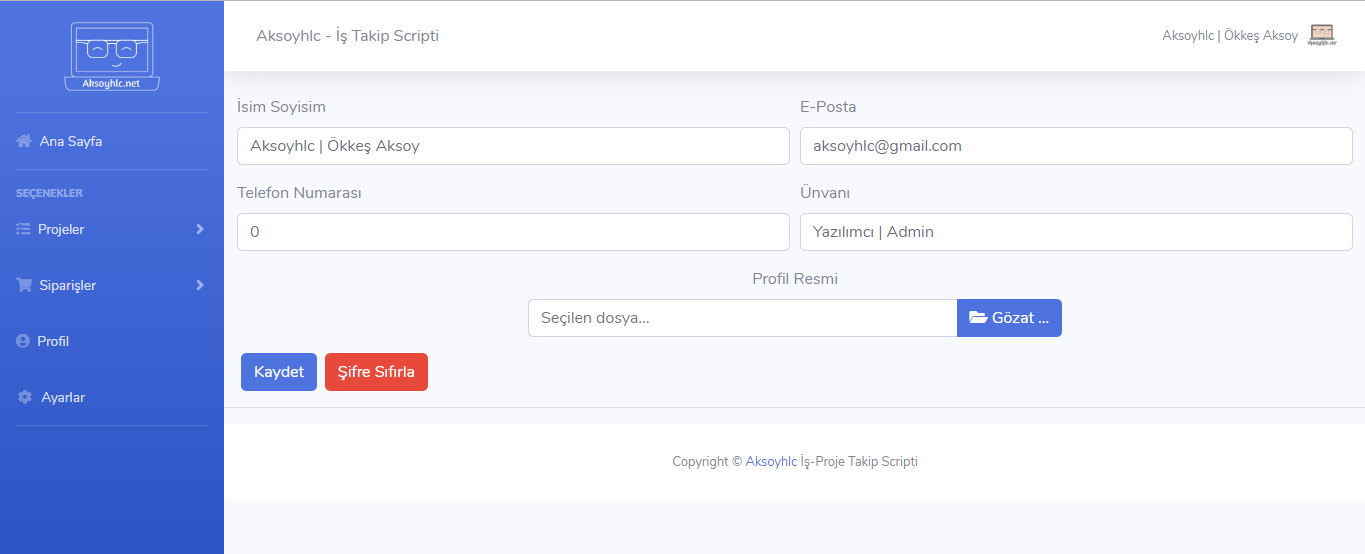 Aksoyhlc.net
Ana Sayfa
SEÇENEKLER
Projeler
Siparişler
Profil
Ayarlar
Aksoyhlc - İş Takip Scripti
Aksoyhlc | Ökkeş Aksoy
İsim Soyisim
E-Posta
Aksoyhlc | Ökkeş Aksoy
aksoyhlc@gmail.com
Telefon Numarası
Ünvanı
0
Yazılımcı | Admin
Profil Resmi
Seçilen dosya...
Gözat ...
Kaydet
Şifre Sıfırla
Copyright © Aksoyhlc İş-Proje Takip Scripti